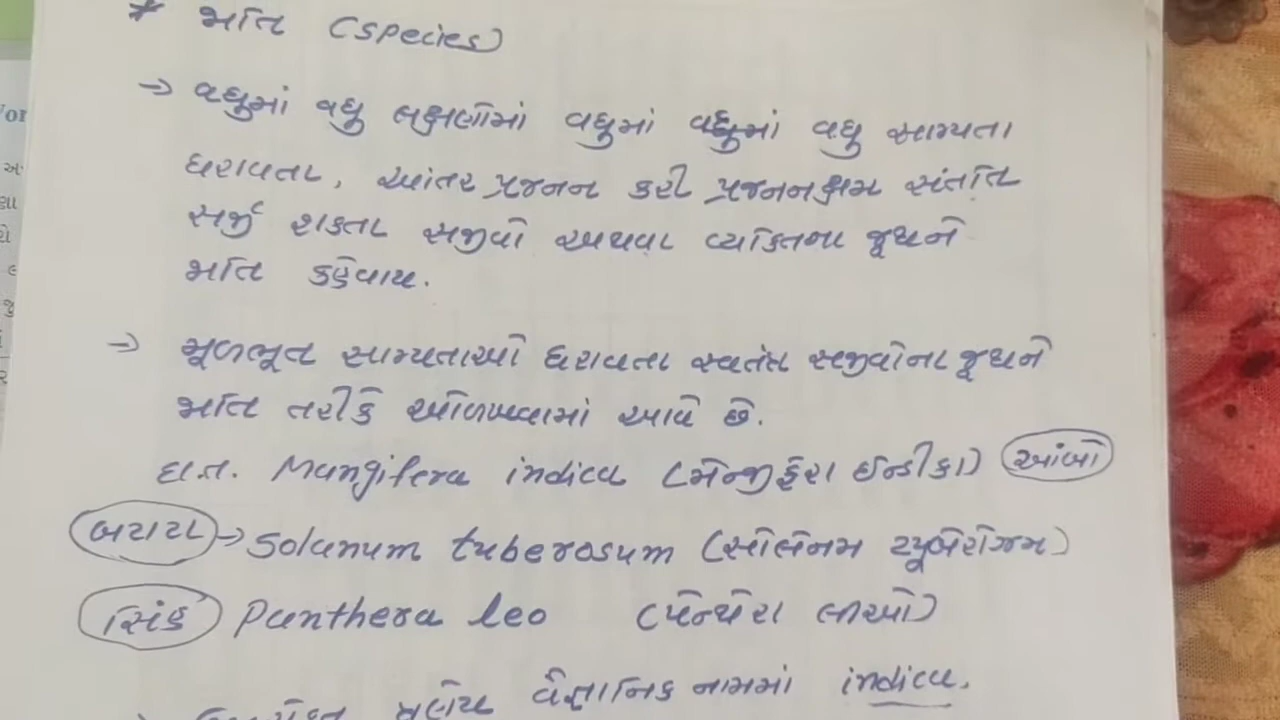 * જાતિ (species)
→ વધુમાં વધુ લક્ષણોમાં વધુમાં વધુ સામ્યતા
ધરાવતા, આંતર પ્રજનન કરી પ્રજનનક્ષમ સંતતિ
સર્જી શકતા સજીવો અથવા વ્યક્તિના જૂથને
જાતિ કહેવાય.
→ મૂળભૂત સામ્યતાઓ ધરાવતા સ્વતંત્ર સજીવોના જૂથને
જાતિ તરીકે ઓળખવામાં આવે છે.
દા.ત. Mangifera indica (મેન્જીફેરા ઇન્ડીકા) આંબો
બટાટા → Solanum tuberosum (સોલેનમ ટ્યુબેરોઝમ)
સિંહ Panthera leo (પેન્થેરા લીઓ)
ત્રણેય વૈજ્ઞાનિક નામમાં indica,